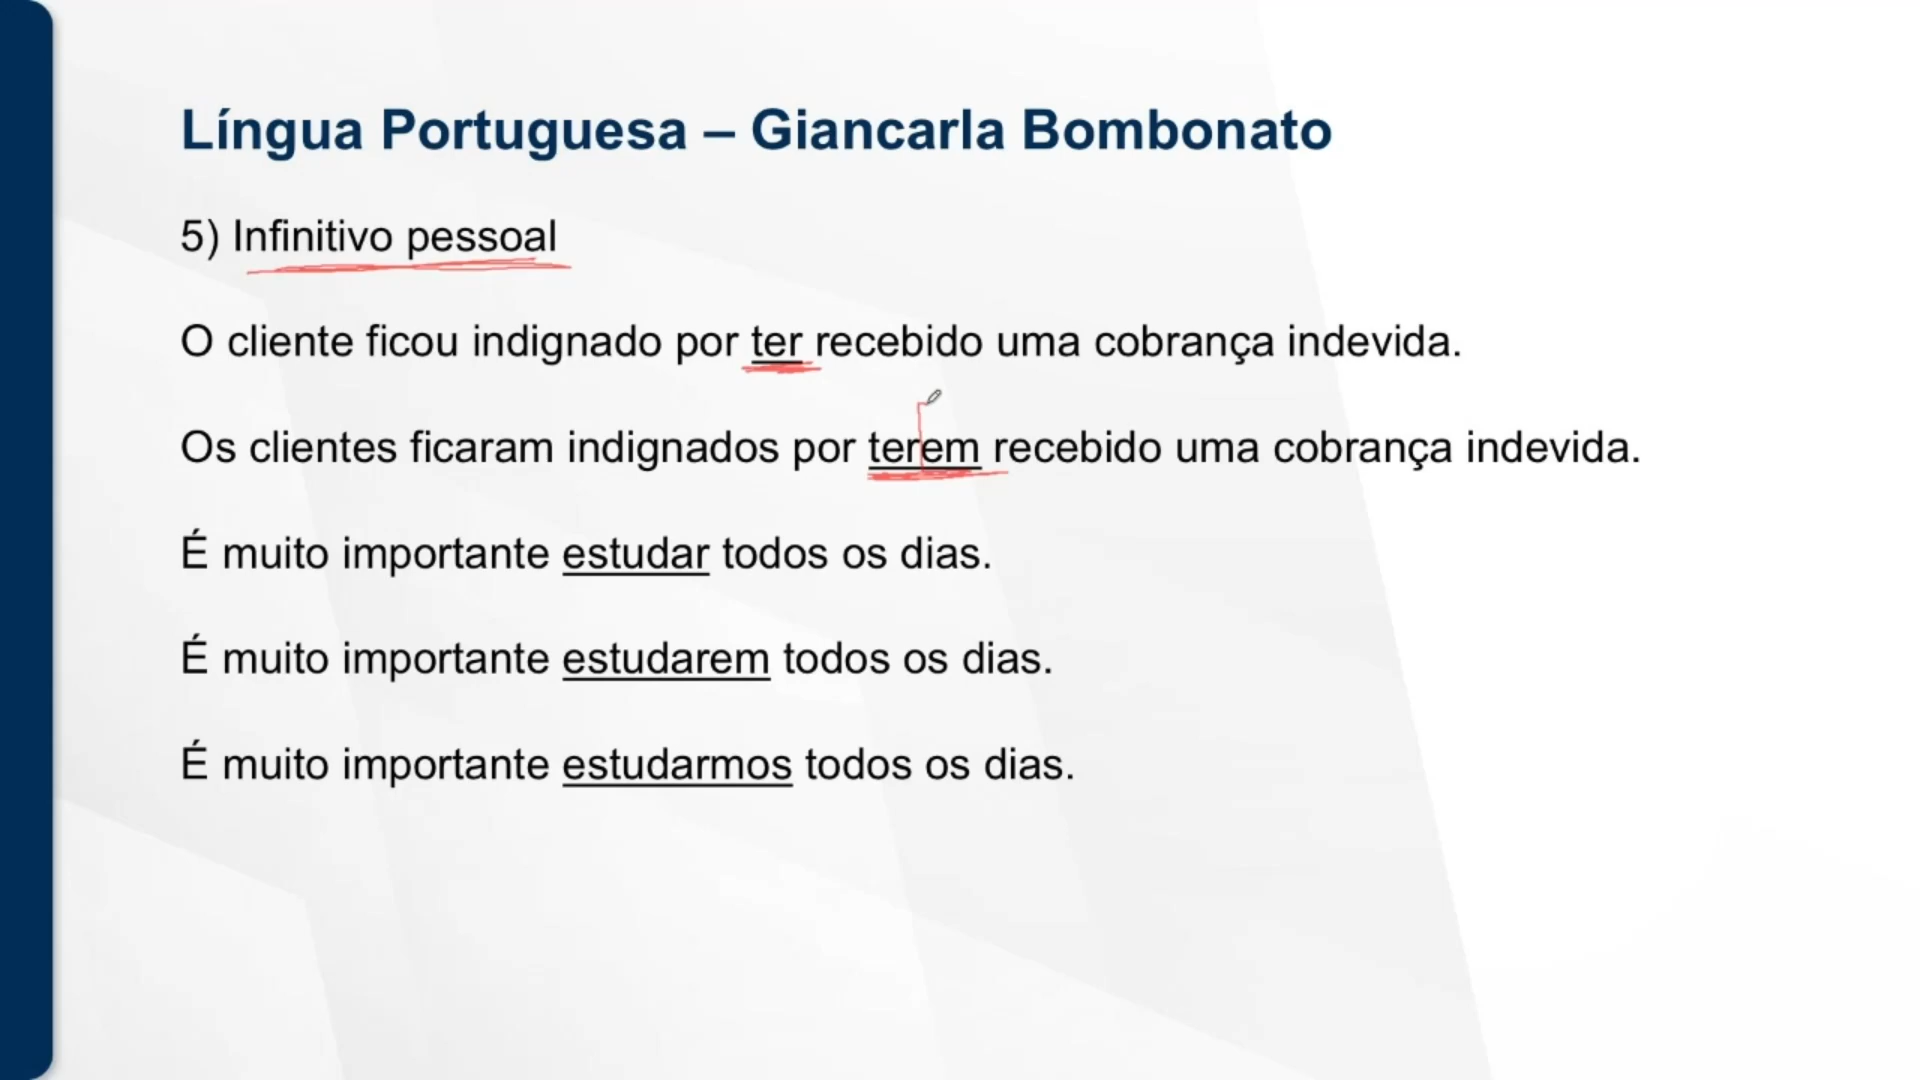 Língua Portuguesa – Giancarla Bombonato
5) Infinitivo pessoal
O cliente ficou indignado por ter recebido uma cobrança indevida.
Os clientes ficaram indignados por terem recebido uma cobrança indevida.
É muito importante estudar todos os dias.
É muito importante estudarem todos os dias.
É muito importante estudarmos todos os dias.